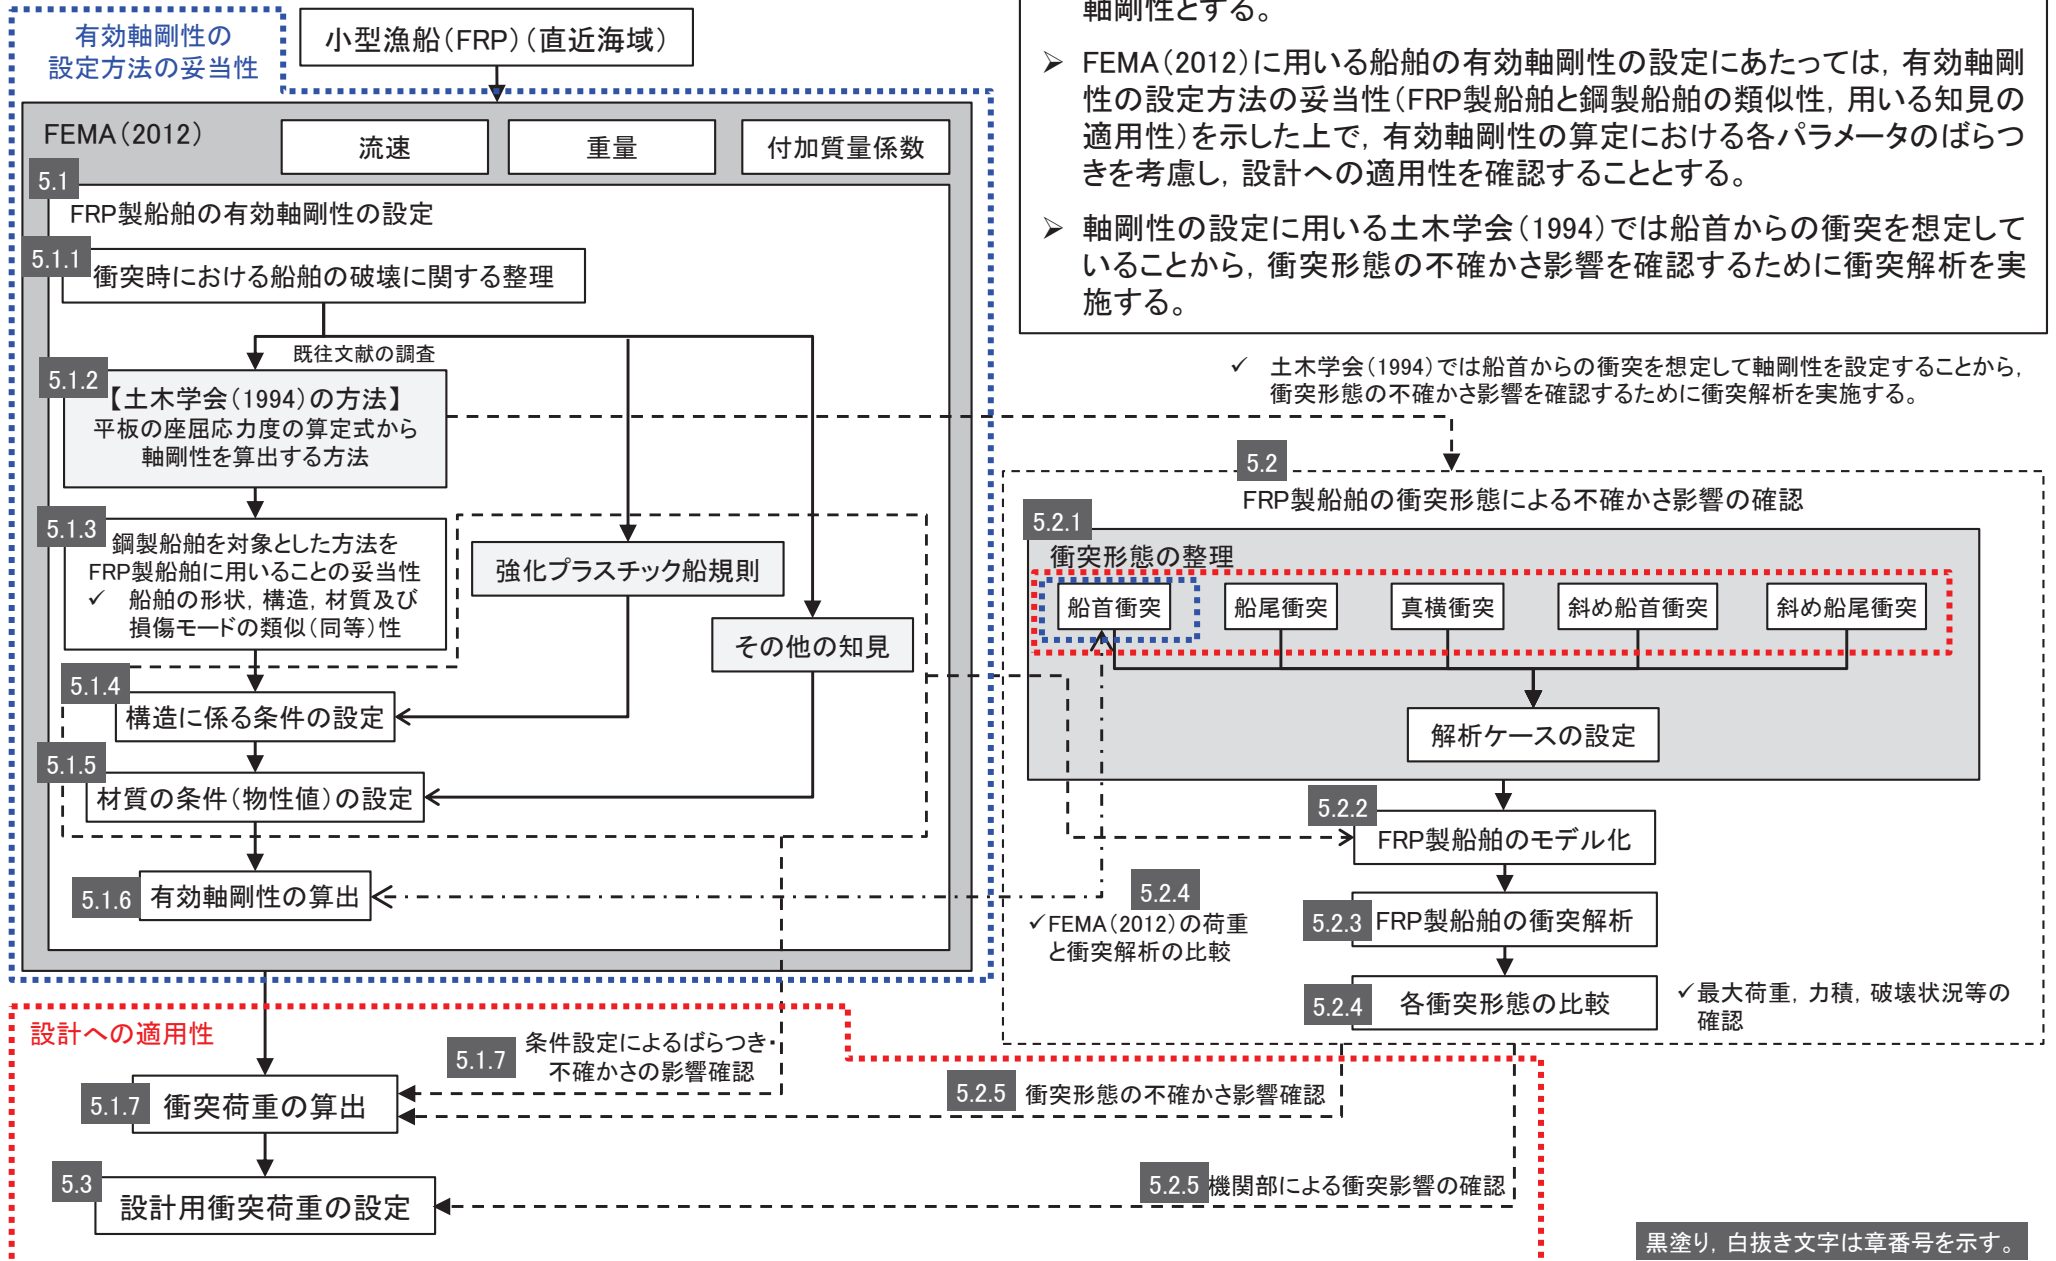 有効軸剛性の
設定方法の妥当性
小型漁船(FRP)(直近海域)
FEMA(2012)
流速
重量
付加質量係数
5.1
FRP製船舶の有効軸剛性の設定
5.1.1
衝突時における船舶の破壊に関する整理
既往文献の調査
5.1.2
【土木学会(1994)の方法】
平板の座屈応力度の算定式から
軸剛性を算出する方法
5.1.3
鋼製船舶を対象とした方法を
FRP製船舶に用いることの妥当性
✓ 船舶の形状,構造,材質及び
損傷モードの類似(同等)性
強化プラスチック船規則
その他の知見
5.1.4
構造に係る条件の設定
5.1.5
材質の条件(物性値)の設定
5.1.6
有効軸剛性の算出
軸剛性とする。
➢ FEMA(2012)に用いる船舶の有効軸剛性の設定にあたっては,有効軸剛
性の設定方法の妥当性(FRP製船舶と鋼製船舶の類似性,用いる知見の
適用性)を示した上で,有効軸剛性の算定における各パラメータのばらつ
きを考慮し,設計への適用性を確認することとする。
➢ 軸剛性の設定に用いる土木学会(1994)では船首からの衝突を想定して
いることから,衝突形態の不確かさ影響を確認するために衝突解析を実
施する。
✓ 土木学会(1994)では船首からの衝突を想定して軸剛性を設定することから,
衝突形態の不確かさ影響を確認するために衝突解析を実施する。
5.2
FRP製船舶の衝突形態による不確かさ影響の確認
5.2.1
衝突形態の整理
船首衝突
船尾衝突
真横衝突
斜め船首衝突
斜め船尾衝突
解析ケースの設定
5.2.2
FRP製船舶のモデル化
5.2.3
FRP製船舶の衝突解析
5.2.4
各衝突形態の比較
✓最大荷重,力積,破壊状況等の
確認
5.2.4
✓FEMA(2012)の荷重
と衝突解析の比較
設計への適用性
5.1.7
条件設定によるばらつき・
不確かさの影響確認
5.1.7
衝突荷重の算出
5.2.5
衝突形態の不確かさ影響確認
5.3
設計用衝突荷重の設定
5.2.5
機関部による衝突影響の確認
黒塗り,白抜き文字は章番号を示す。